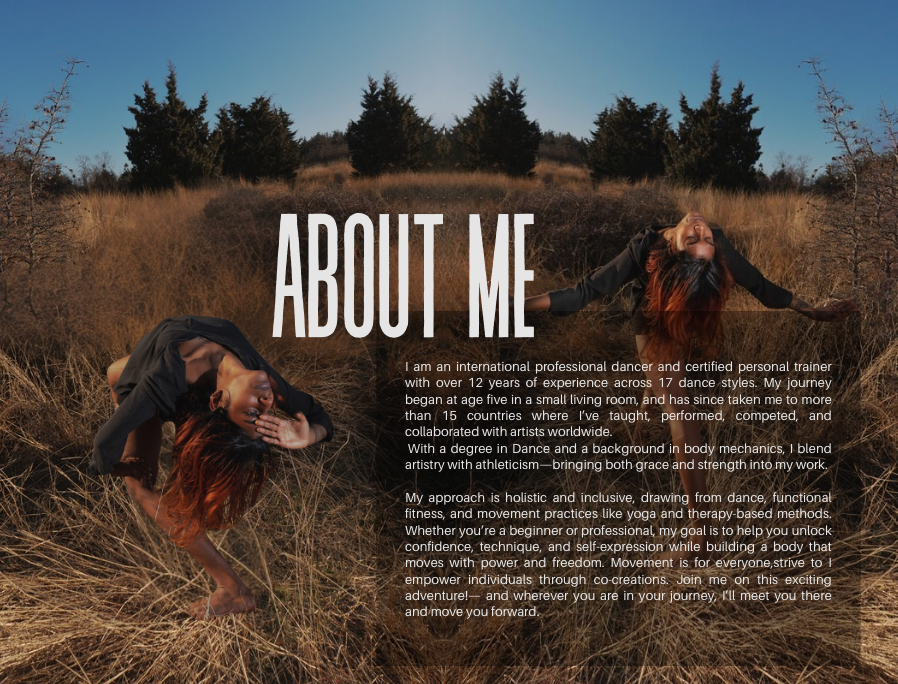 ABOUT ME
I am an international professional dancer and certified personal trainer
with over 12 years of experience across 17 dance styles. My journey
began at age five in a small living room, and has since taken me to more
than 15 countries where I've taught, performed, competed, and
collaborated with artists worldwide.
With a degree in Dance and a background in body mechanics, I blend
artistry with athleticism—bringing both grace and strength into my work.
My approach is holistic and inclusive, drawing from dance, functional
fitness, and movement practices like yoga and therapy-based methods.
Whether you're a beginner or professional, my goal is to help you unlock
confidence, technique, and self-expression while building a body that
moves with power and freedom. Movement is for everyone,strive to I
empower individuals through co-creations. Join me on this exciting
adventure!— and wherever you are in your journey, I'll meet you there
and move you forward.